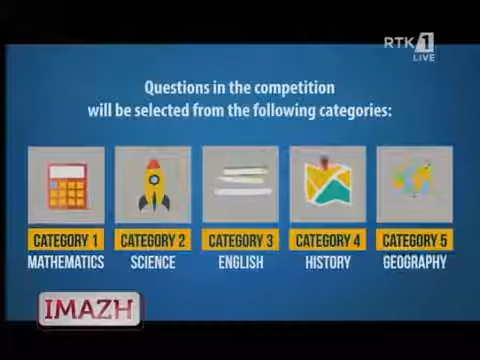 RTK 1
LIVE
Questions in the competition
will be selected from the following categories:
CATEGORY 1
MATHEMATICS
CATEGORY 2
SCIENCE
CATEGORY 3
ENGLISH
CATEGORY 4
HISTORY
CATEGORY 5
GEOGRAPHY
IMAZH